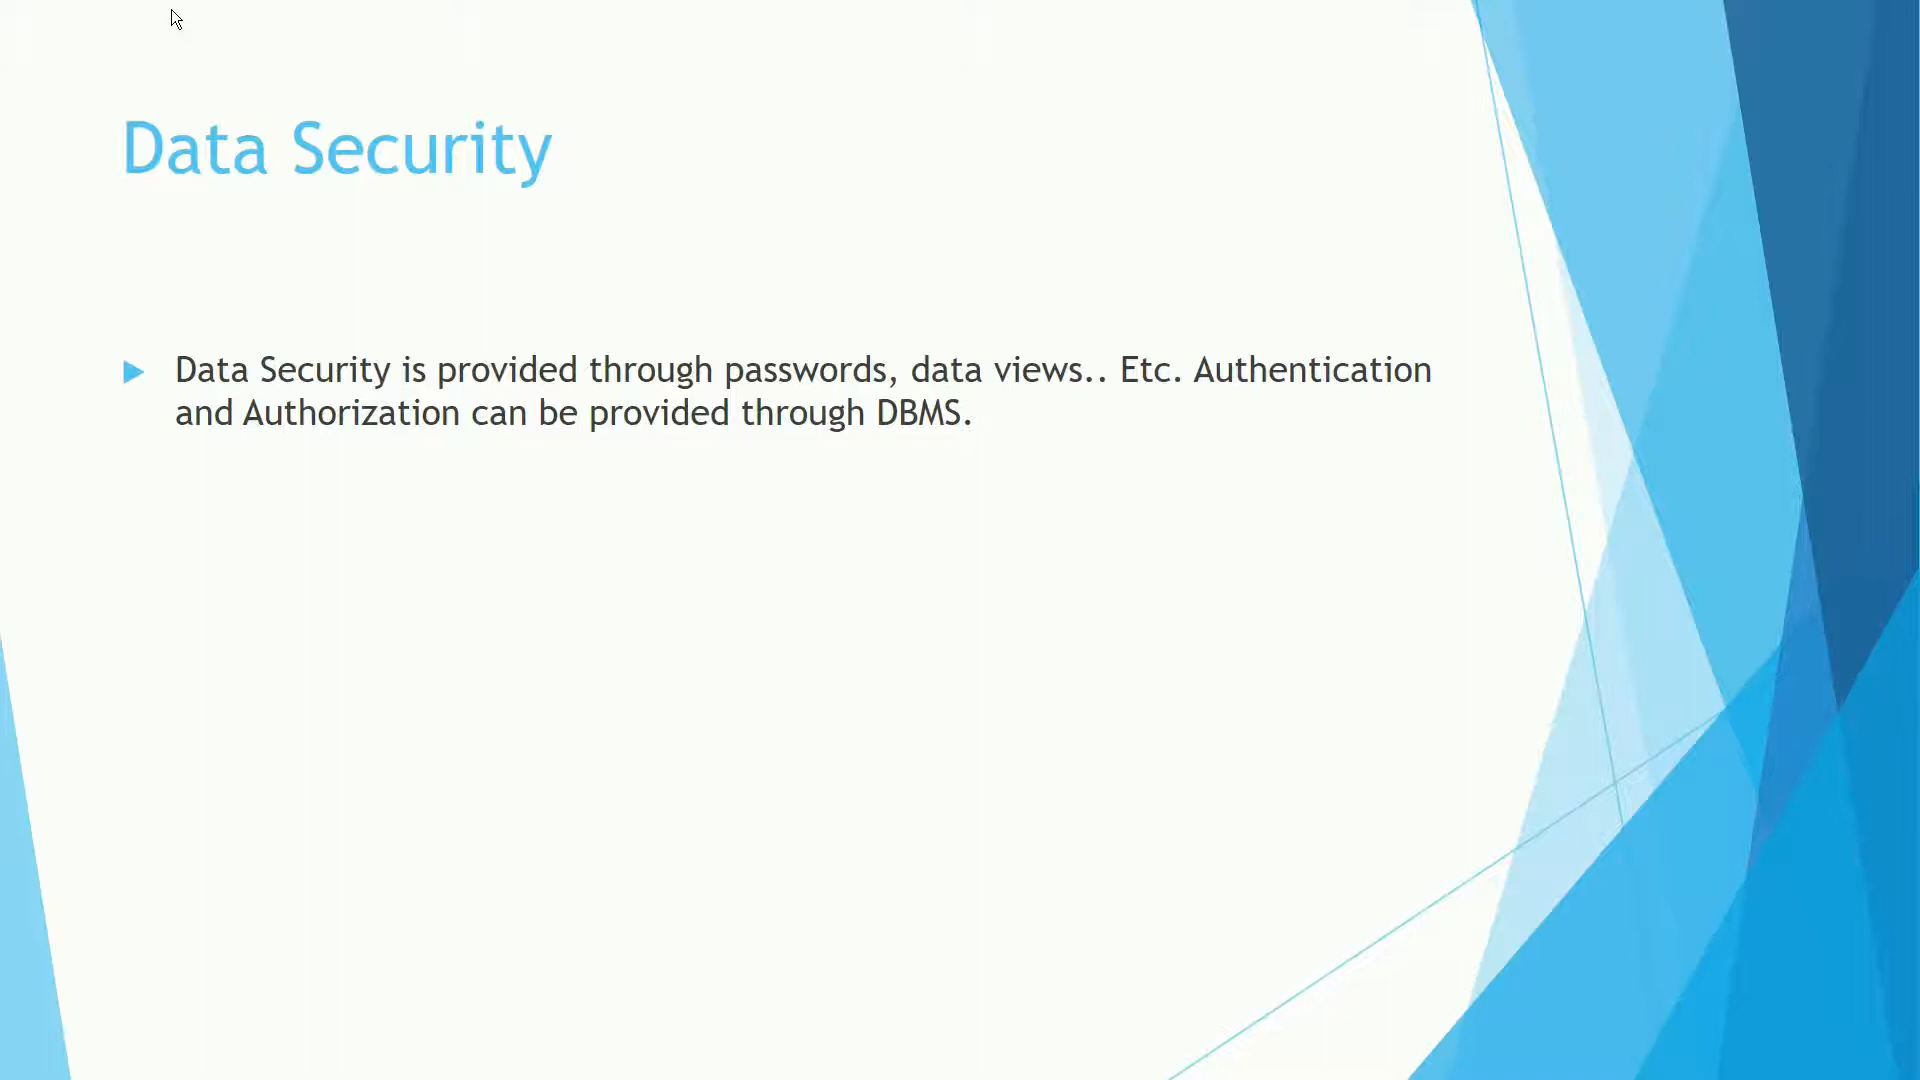 Data Security
Data Security is provided through passwords, data views.. Etc. Authentication
and Authorization can be provided through DBMS.